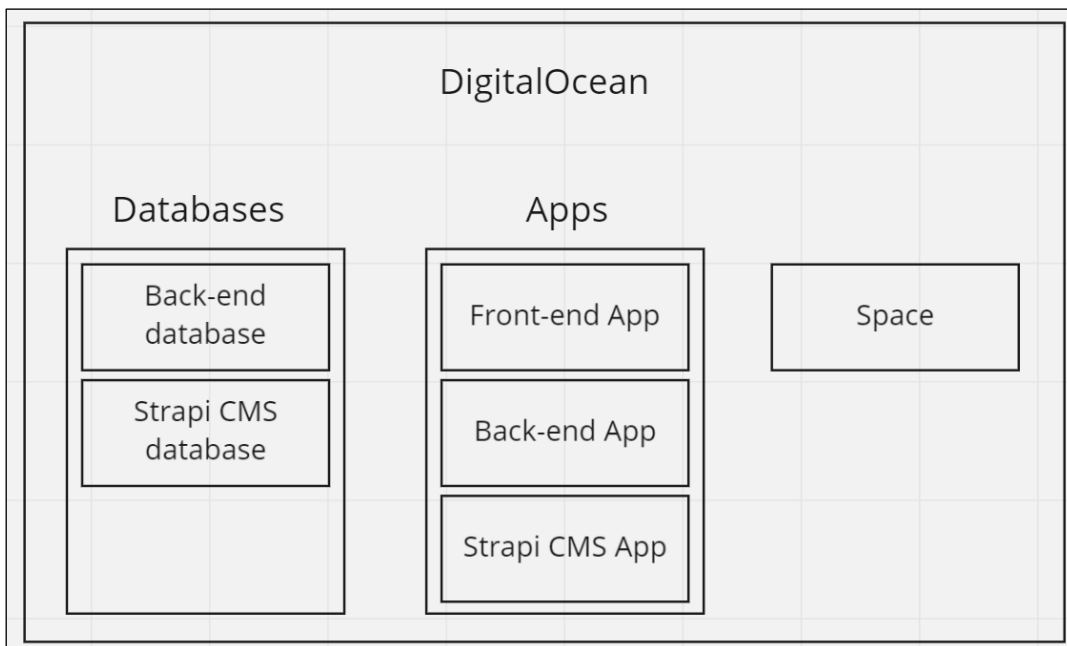 DigitalOcean
Databases
Back-end
database
Strapi CMS
database
Apps
Front-end App
Back-end App
Strapi CMS App
Space